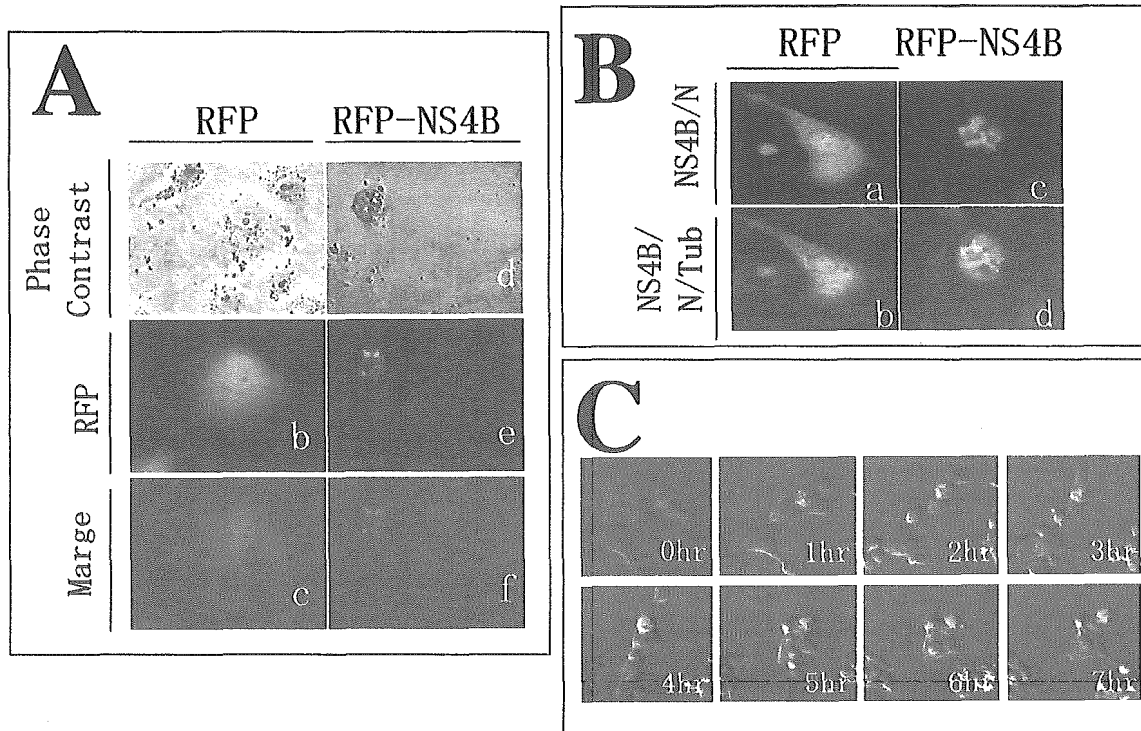 A
RFP RFP-NS4B
Phase
Contrast
d
RFP
b e
Marge
c f
B
RFP RFP-NS4B
NS4B/N
a c
NS4B/
N/Tub
b d
C
0hr 1hr 2hr 3hr
4hr 5hr 6hr 7hr